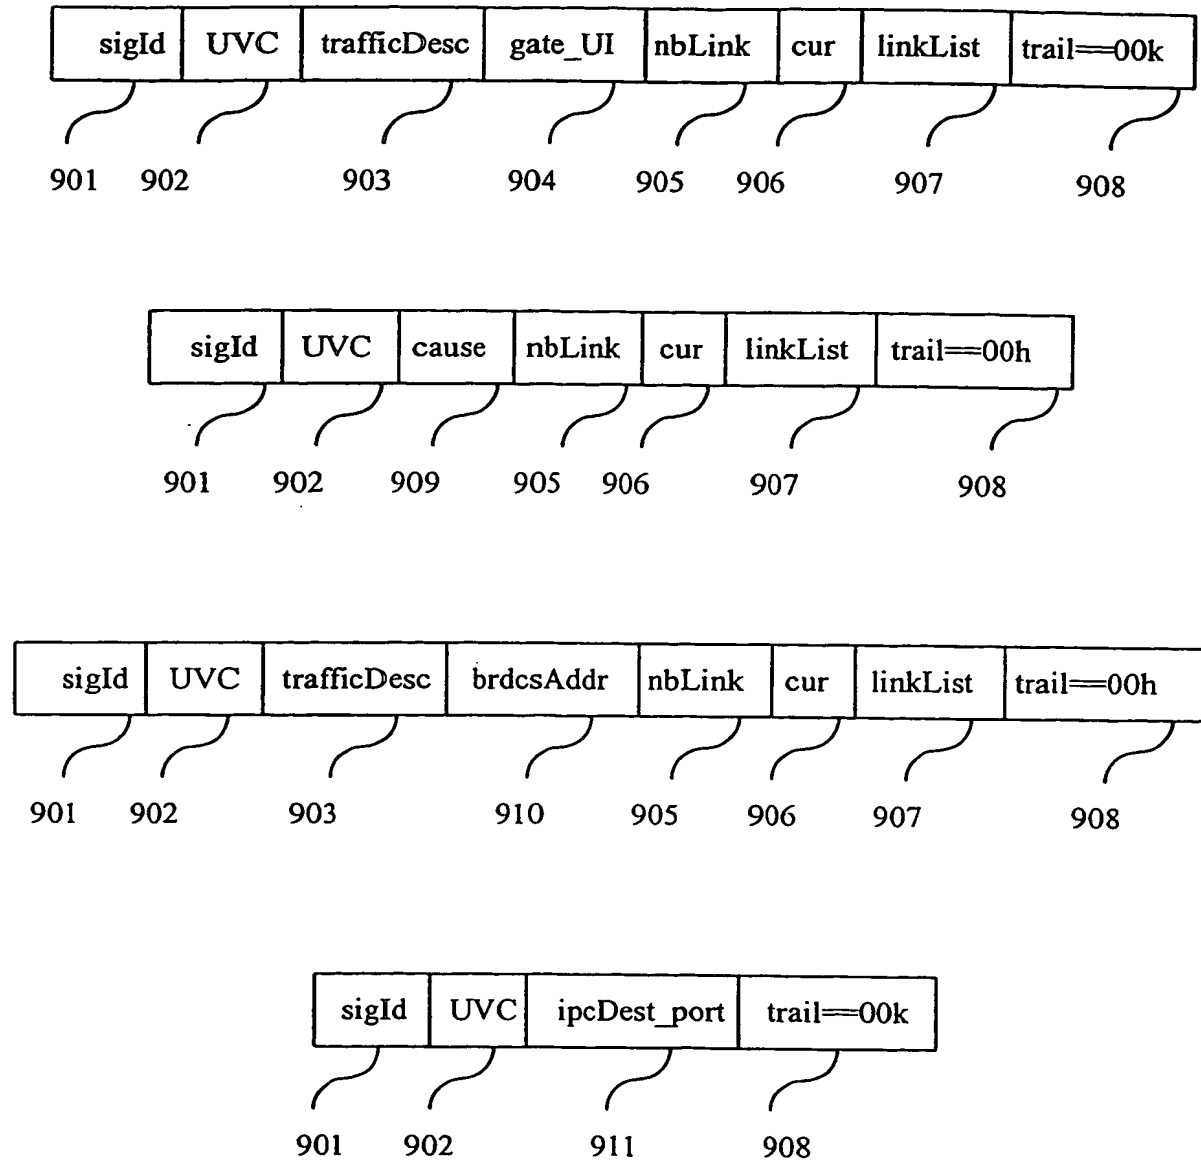 sigId UVC trafficDesc gate_UI nbLink cur linkList trail==00k
901 902 903 904 905 906 907 908
sigId UVC cause nbLink cur linkList trail==00h
901 902 909 905 906 907 908
sigId UVC trafficDesc brdcsAddr nbLink cur linkList trail==00h
901 902 903 910 905 906 907 908
sigId UVC ipcDest_port trail==00k
901 902 911 908